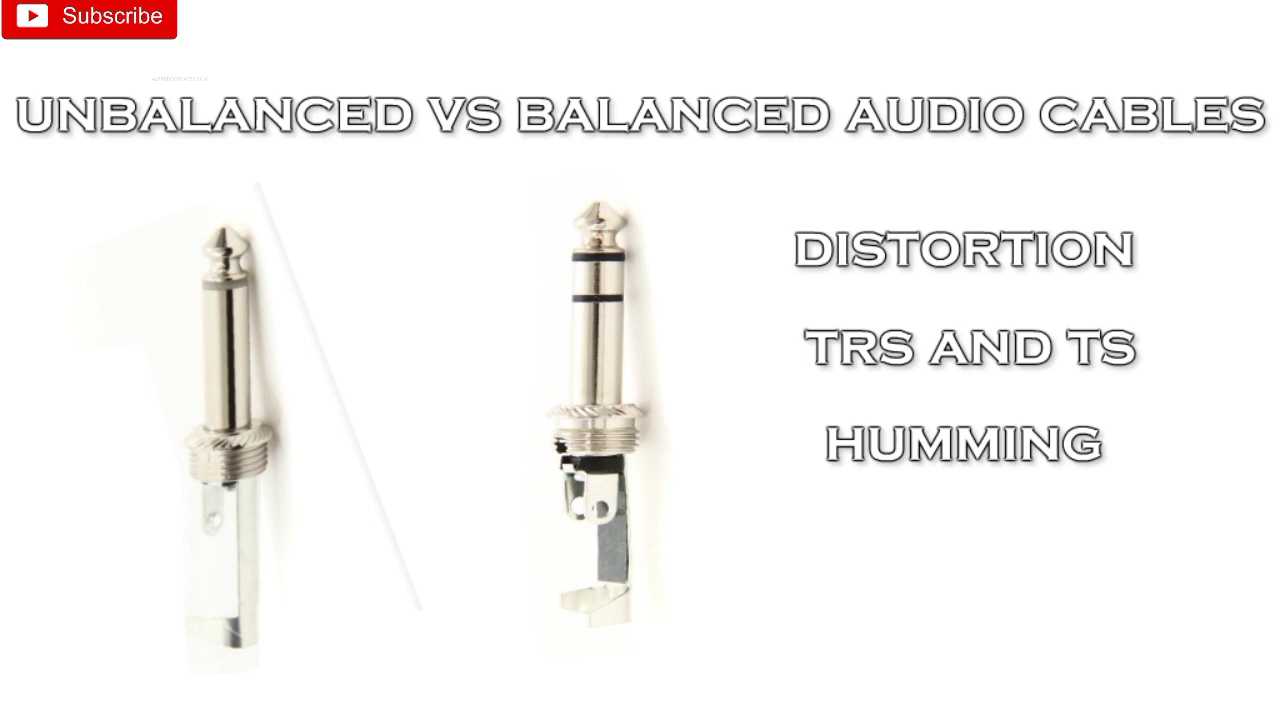 Subscribe
UNBALANCED VS BALANCED AUDIO CABLES
DISTORTION
TRS AND TS
HUMMING